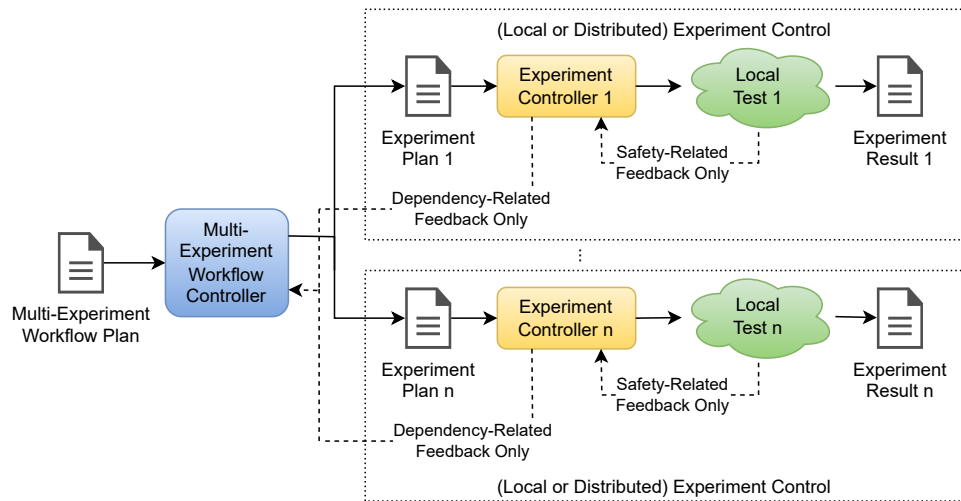 (Local or Distributed) Experiment Control
Experiment
Controller 1
Local
Test 1
Experiment
Plan 1
Experiment
Result 1
Safety-Related
Feedback Only
Dependency-Related
Feedback Only
Multi-
Experiment
Workflow
Controller
Multi-Experiment
Workflow Plan
...
Experiment
Controller n
Local
Test n
Experiment
Plan n
Experiment
Result n
Safety-Related
Feedback Only
Dependency-Related
Feedback Only
(Local or Distributed) Experiment Control